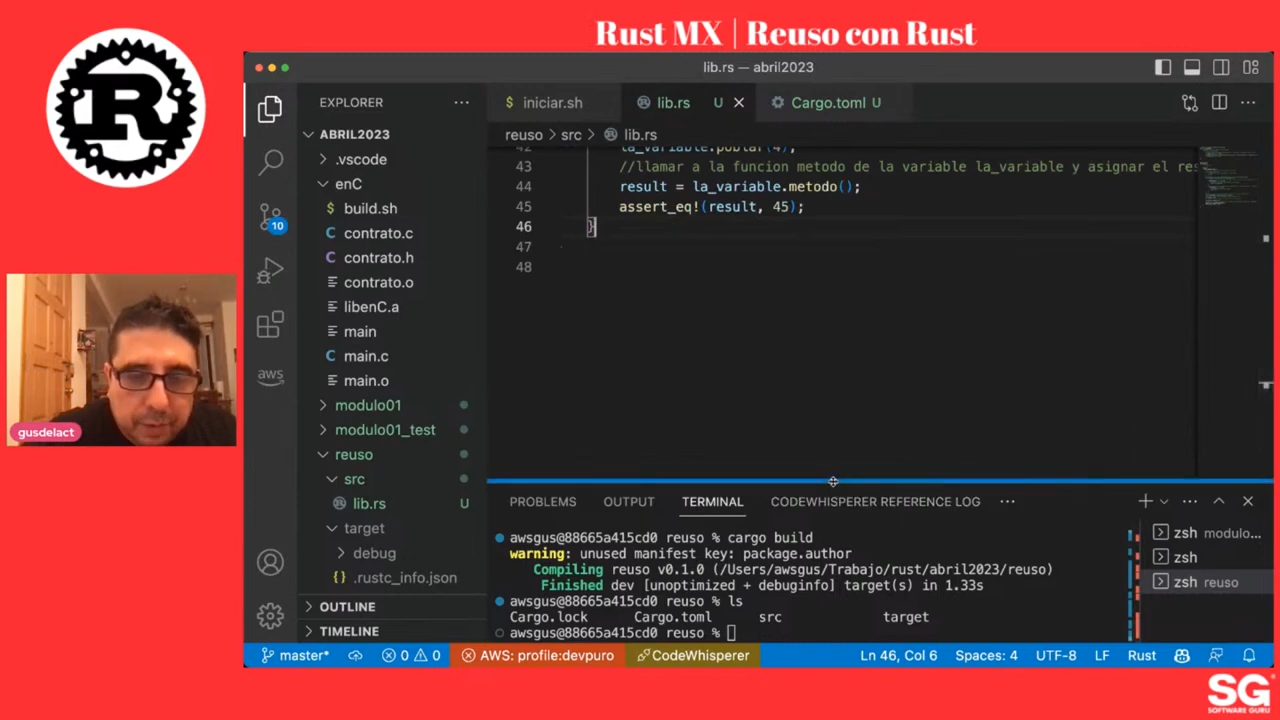 Rust MX | Reuso con Rust
lib.rs — abril2023
EXPLORER
ABRIL2023
.vscode
enC
$ build.sh
C contrato.c
C contrato.h
contrato.o
libenC.a
main
C main.c
main.o
modulo01
modulo01_test
reuso
src
lib.rs U
target
debug
{} .rustc_info.json
OUTLINE
TIMELINE
10
aws
gusdelact
$ iniciar.sh
lib.rs U
Cargo.toml U
reuso > src > lib.rs
42 la_variable.poblar(4);
43 //llamar a la funcion metodo de la variable la_variable y asignar el res
44 result = la_variable.metodo();
45 assert_eq!(result, 45);
46 }
47
48
PROBLEMS OUTPUT TERMINAL CODEWHISPERER REFERENCE LOG
awsgus@88665a415cd0 reuso % cargo build
warning: unused manifest key: package.author
Compiling reuso v0.1.0 (/Users/awsgus/Trabajo/rust/abril2023/reuso)
Finished dev [unoptimized + debuginfo] target(s) in 1.33s
awsgus@88665a415cd0 reuso % ls
Cargo.lock Cargo.toml src target
awsgus@88665a415cd0 reuso %
zsh modulo...
zsh
zsh reuso
master* 0 0 AWS: profile:devpuro CodeWhisperer Ln 46, Col 6 Spaces: 4 UTF-8 LF Rust
SG
SOFTWARE GURU